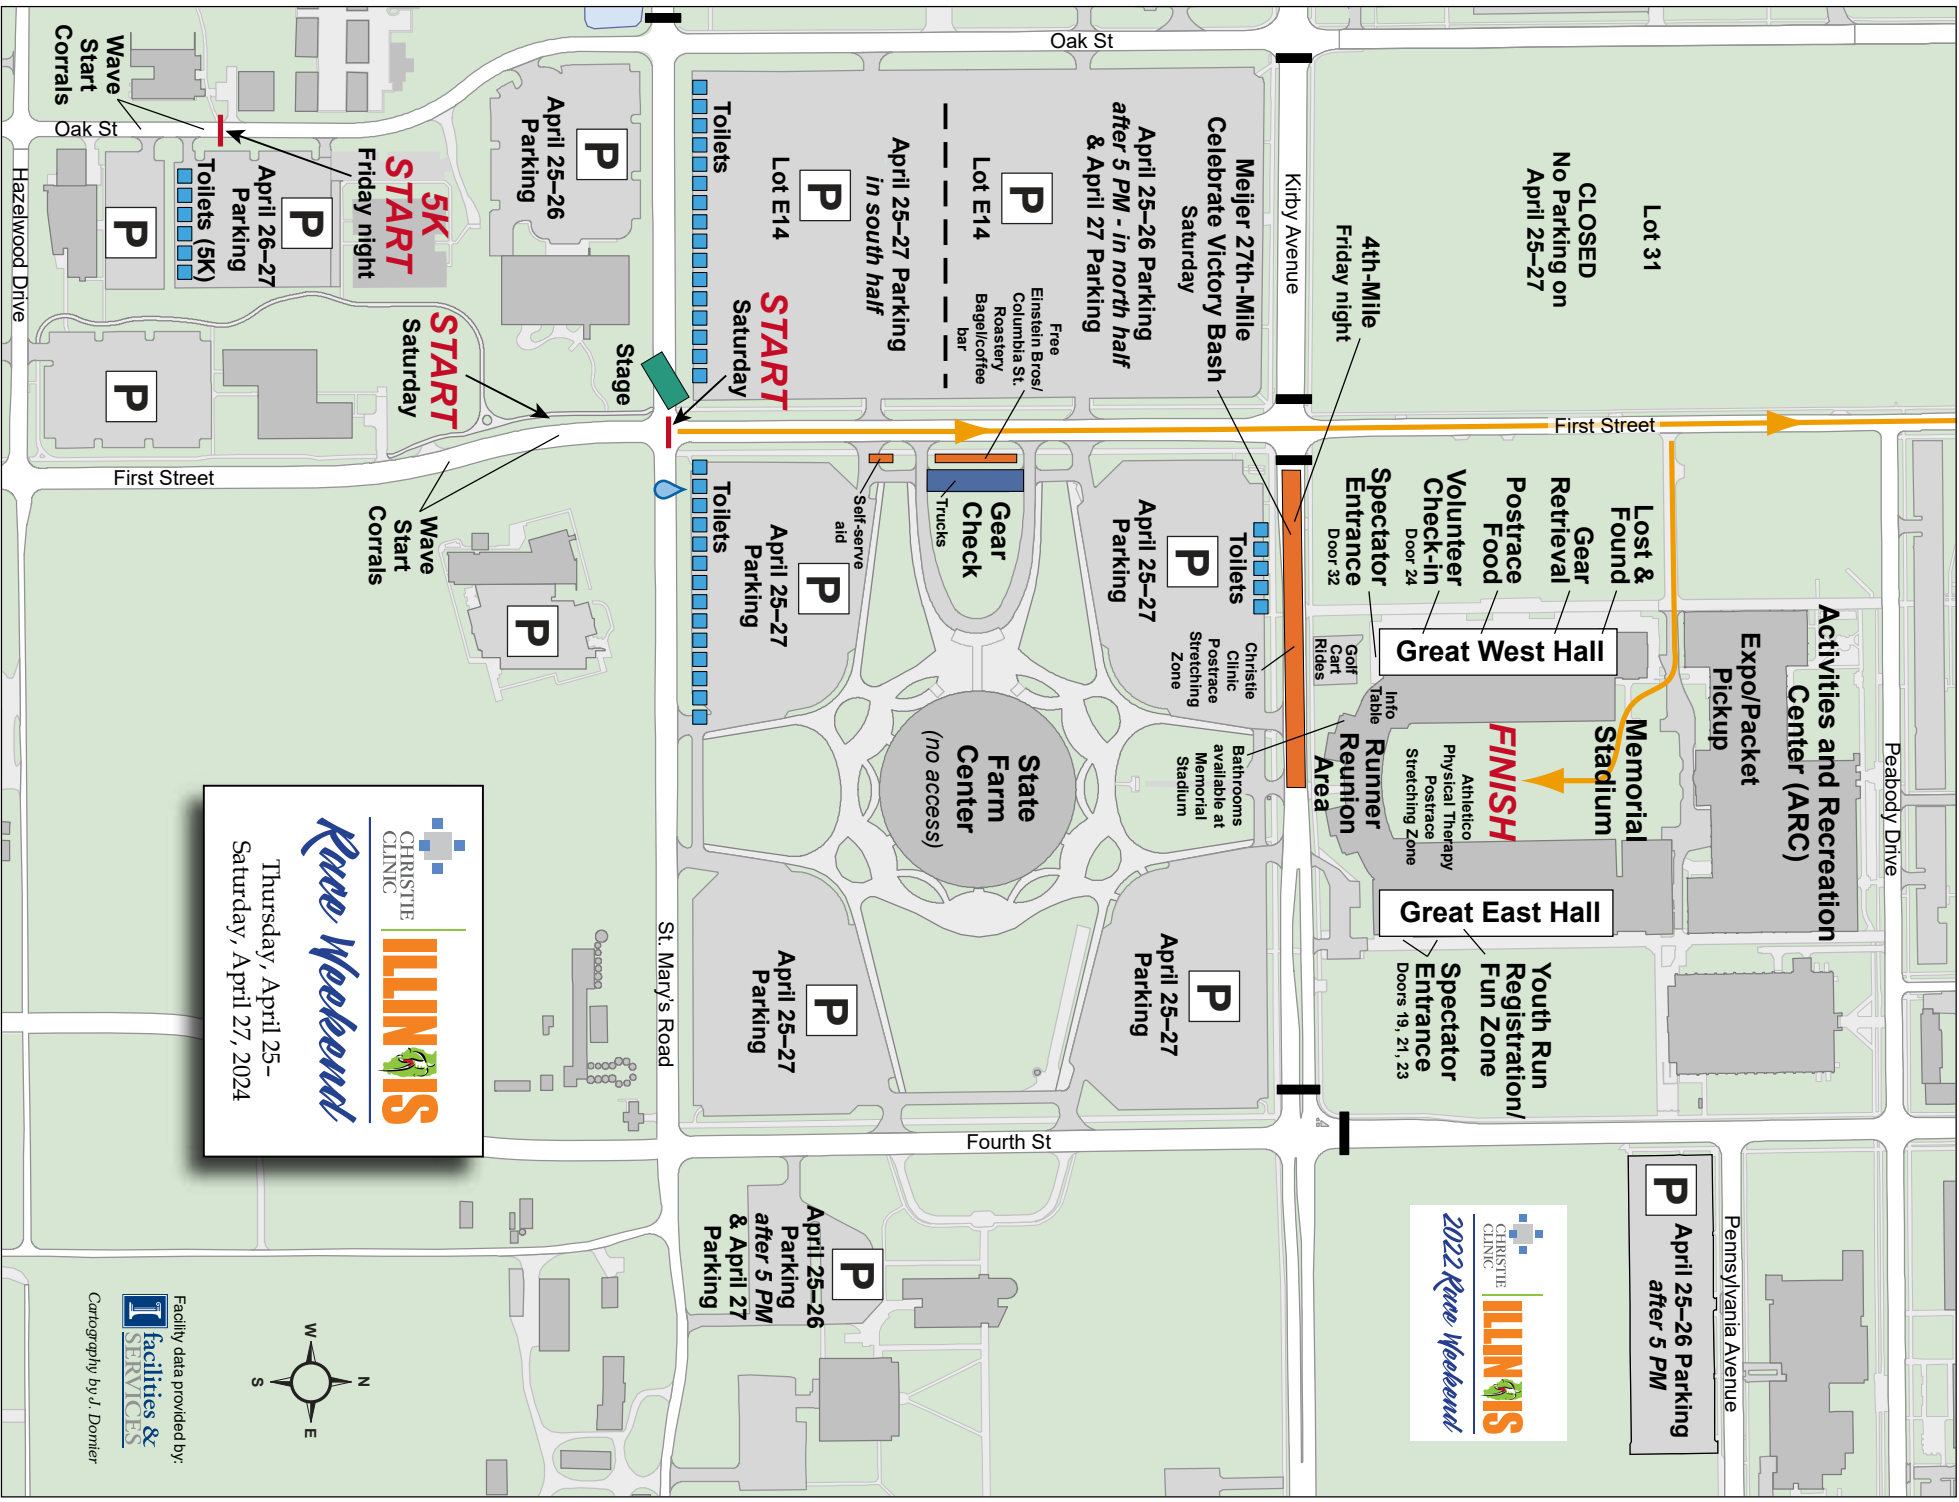 Oak St
Oak St
Wave
Start
Corrals
Hazelwood Drive
5K
START
Friday night
P
April 26–27
Parking
Toilets (5K)
P
P
April 25–26
Parking
START
Saturday
P
Stage
First Street
Wave
Start
Corrals
P
Toilets
START
Saturday
Lot E14
P
April 25–27 Parking
in south half
Lot E14
P
April 25–26 Parking
after 5 PM - in north half
& April 27 Parking
Free
Einstein Bros/
Columbia St.
Roastery
Bagel/coffee
bar
Meijer 27th-Mile
Celebrate Victory Bash
Saturday
Kirby Avenue
4th-Mile
Friday night
Lot 31
CLOSED
No Parking on
April 25–27
First Street
Toilets
P
April 25–27
Parking
Self-serve
aid
Trucks
Gear
Check
P
April 25–27
Parking
Toilets
Christie
Clinic
Postrace
Stretching
Zone
State
Farm
Center
(no access)
Bathrooms
available at
Memorial
Stadium
Lost &
Found
Gear
Retrieval
Postrace
Food
Volunteer
Check-in
Door 24
Spectator
Entrance
Door 32
Great West Hall
Golf
Cart
Rides
Info
Table
Runner
Reunion
Area
FINISH
Athletico
Physical Therapy
Postrace
Stretching Zone
Memorial
Stadium
Activities and Recreation
Center (ARC)
Expo/Packet
Pickup
Peabody Drive
Great East Hall
Youth Run
Registration/
Fun Zone
Spectator
Entrance
Doors 19, 21, 23
P
April 25–27
Parking
P
April 25–27
Parking
St. Mary's Road
Fourth St
P
April 25–26
Parking
after 5 PM
& April 27
Parking
P
April 25–26 Parking
after 5 PM
Pennsylvania Avenue
CHRISTIE
CLINIC
ILLINOIS
2022 Race Weekend
CHRISTIE
CLINIC
ILLINOIS
Race Weekend
Thursday, April 25–
Saturday, April 27, 2024
N
W
E
S
Facility data provided by:
I
facilities &
SERVICES
Cartography by J. Domier